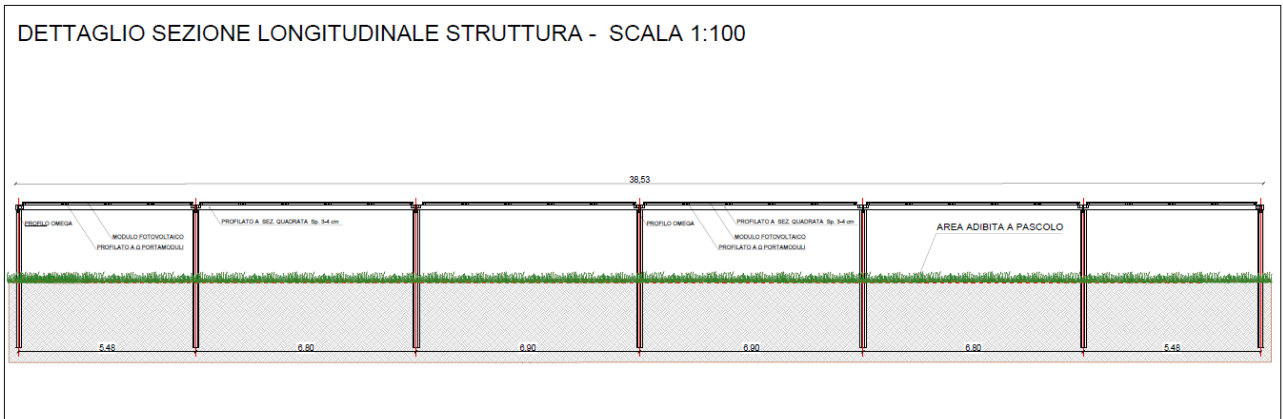 DETTAGLIO SEZIONE LONGITUDINALE STRUTTURA - SCALA 1:100
38,53
PROFILO OMEGA
MODULO FOTOVOLTAICO
PROFILATO A Ω PORTAMODULI
PROFILATO A SEZ. QUADRATA Sp. 3-4 cm
PROFILO OMEGA
PROFILATO A SEZ. QUADRATA Sp. 3-4 cm
MODULO FOTOVOLTAICO
PROFILATO A Ω PORTAMODULI
AREA ADIBITA A PASCOLO
5.48
6.80
6.90
6.90
6.80
5.48